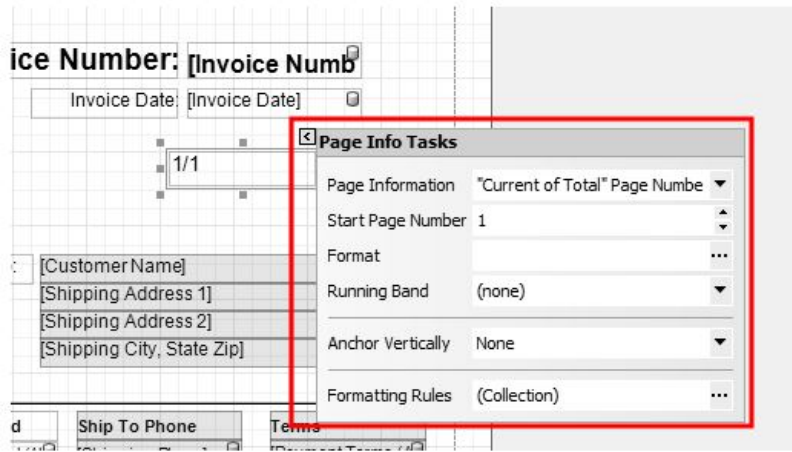 ice Number: [Invoice Numb
Invoice Date: [Invoice Date]
Page Info Tasks
1/1
Page Information "Current of Total" Page Numbe
Start Page Number 1
Format ...
Running Band (none)
[Customer Name]
[Shipping Address 1]
[Shipping Address 2]
[Shipping City, State Zip]
Anchor Vertically None
Formatting Rules (Collection) ...
d Ship To Phone Terms